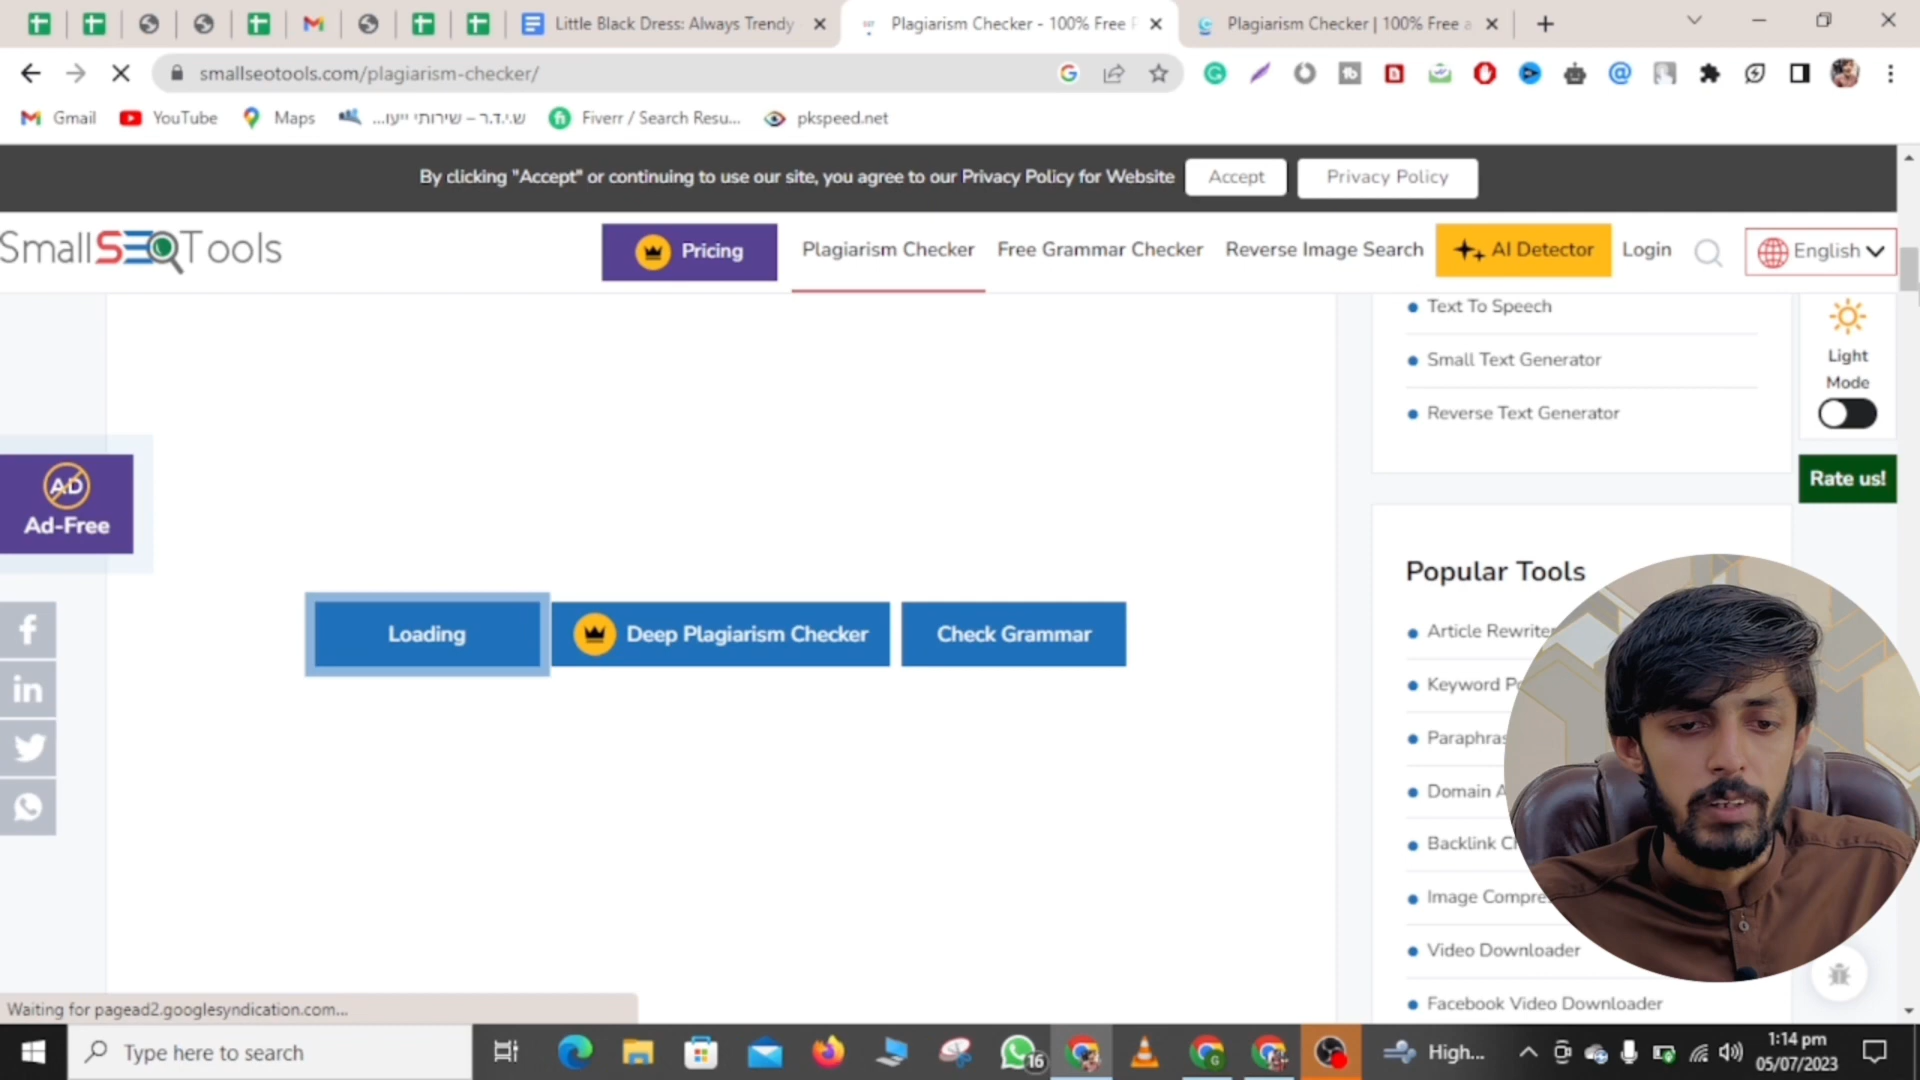 Little Black Dress: Always Trendy
Plagiarism Checker - 100% Free
Plagiarism Checker | 100% Free a
smallseotools.com/plagiarism-checker/
Gmail
YouTube
Maps
...ש.י.ד.ר – שירותי ייעו
Fiverr / Search Resu...
pkspeed.net
By clicking "Accept" or continuing to use our site, you agree to our Privacy Policy for Website
Accept
Privacy Policy
SmallSEOTools
Pricing
Plagiarism Checker
Free Grammar Checker
Reverse Image Search
AI Detector
Login
English
Text To Speech
Small Text Generator
Reverse Text Generator
Light
Mode
Rate us!
AD
Ad-Free
Loading
Deep Plagiarism Checker
Check Grammar
Popular Tools
Article Rewriter
Keyword Po
Paraphras
Domain A
Backlink C
Image Compre
Video Downloader
Facebook Video Downloader
Waiting for pagead2.googlesyndication.com...
Type here to search
16
High...
1:14 pm
05/07/2023